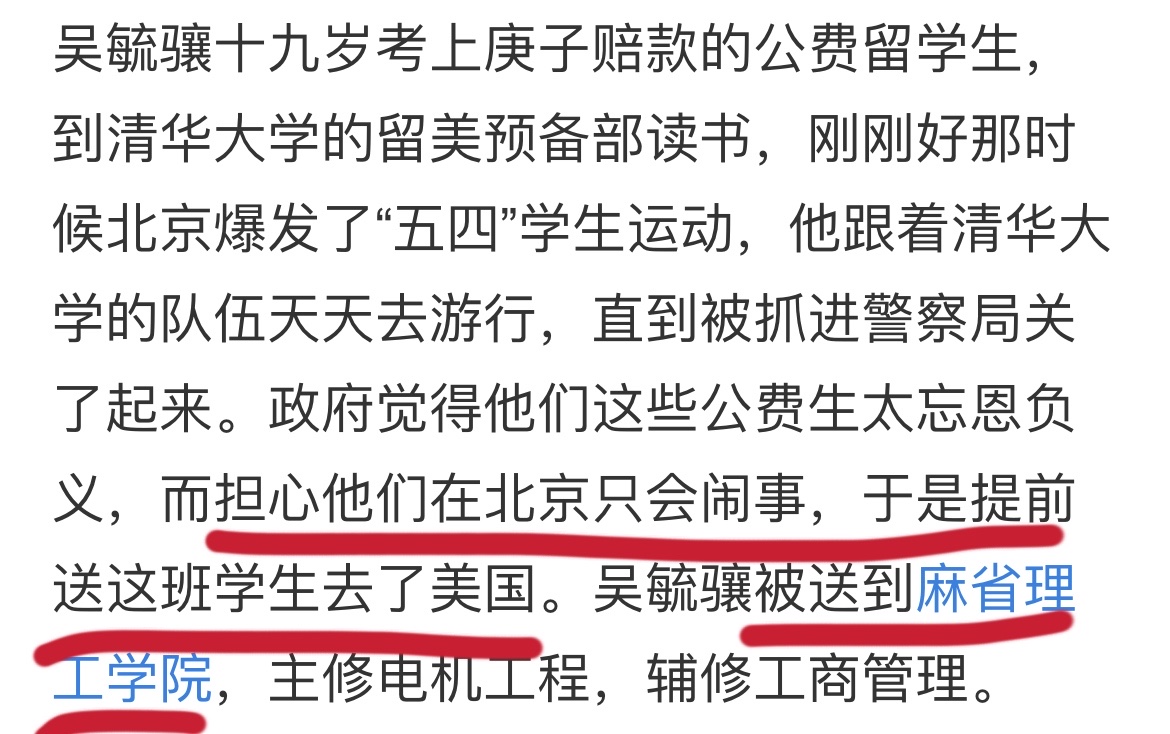 吴毓骧十九岁考上庚子赔款的公费留学生，
到清华大学的留美预备部读书，刚刚好那时
候北京爆发了“五四”学生运动，他跟着清华大
学的队伍天天去游行，直到被抓进警察局关
了起来。政府觉得他们这些公费生太忘恩负
义，而担心他们在北京只会闹事，于是提前
送这班学生去了美国。吴毓骧被送到麻省理
工学院，主修电机工程，辅修工商管理。